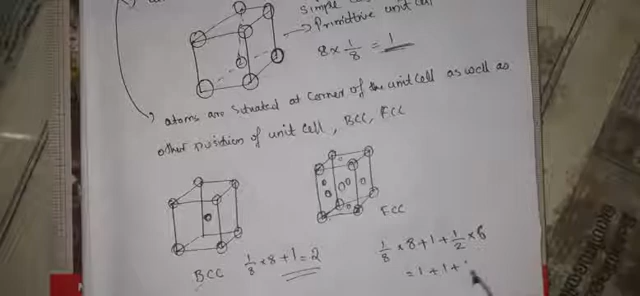 simple
→ Primitive unit cell
8 × 1/8 = 1
→ atoms are situated at corner of the unit cell as well as
other position of unit cell, BCC, FCC
FCC
BCC 1/8 × 8 + 1 = 2
1/8 × 8 + 1 + 1/2 × 6
= 1 + 1 +